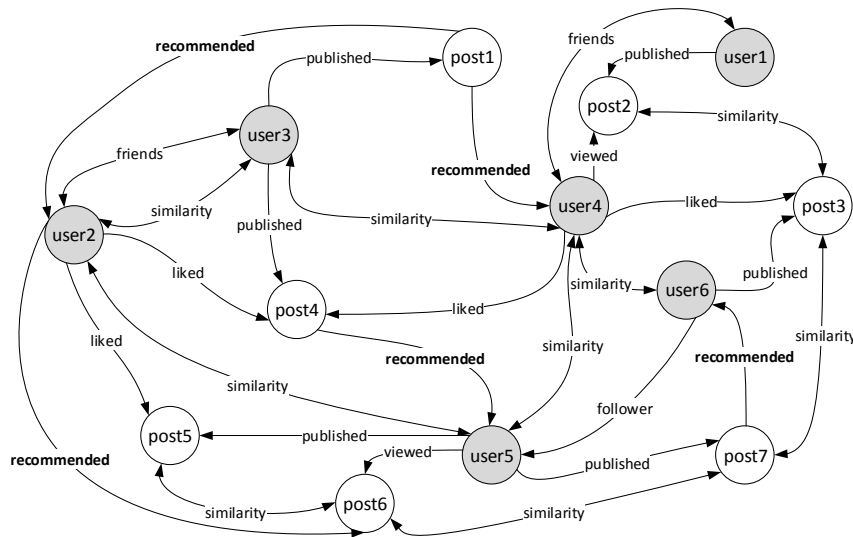 friends
user1
recommended
post1
published
published
post2
similarity
user3
friends
viewed
recommended
user4
liked
post3
similarity
published
similarity
user2
liked
similarity
user6
published
post4
liked
similarity
liked
recommended
similarity
recommended
similarity
follower
post5
published
user5
viewed
published
post7
recommended
post6
similarity
similarity